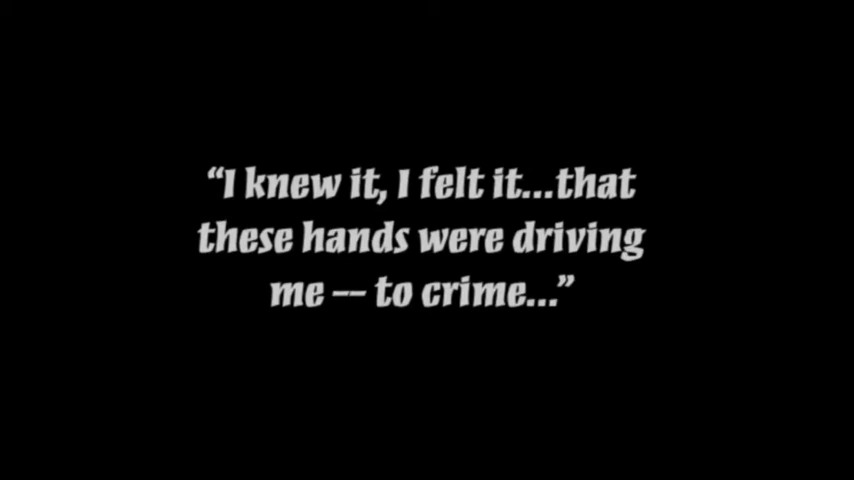 “I knew it, I felt it...that
these hands were driving
me -- to crime...”